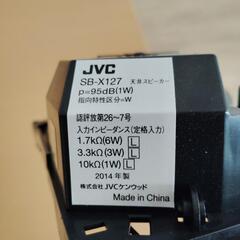 JVC
SB-X127 天井スピーカー
p=95dB(1W)
指向特性区分=W
認評放第26〜7号
入力インピーダンス(定格入力)
1.7kΩ(6W) L
3.3kΩ(3W) L
10kΩ(1W) L
2014年製
株式会社JVCケンウッド
Made in China